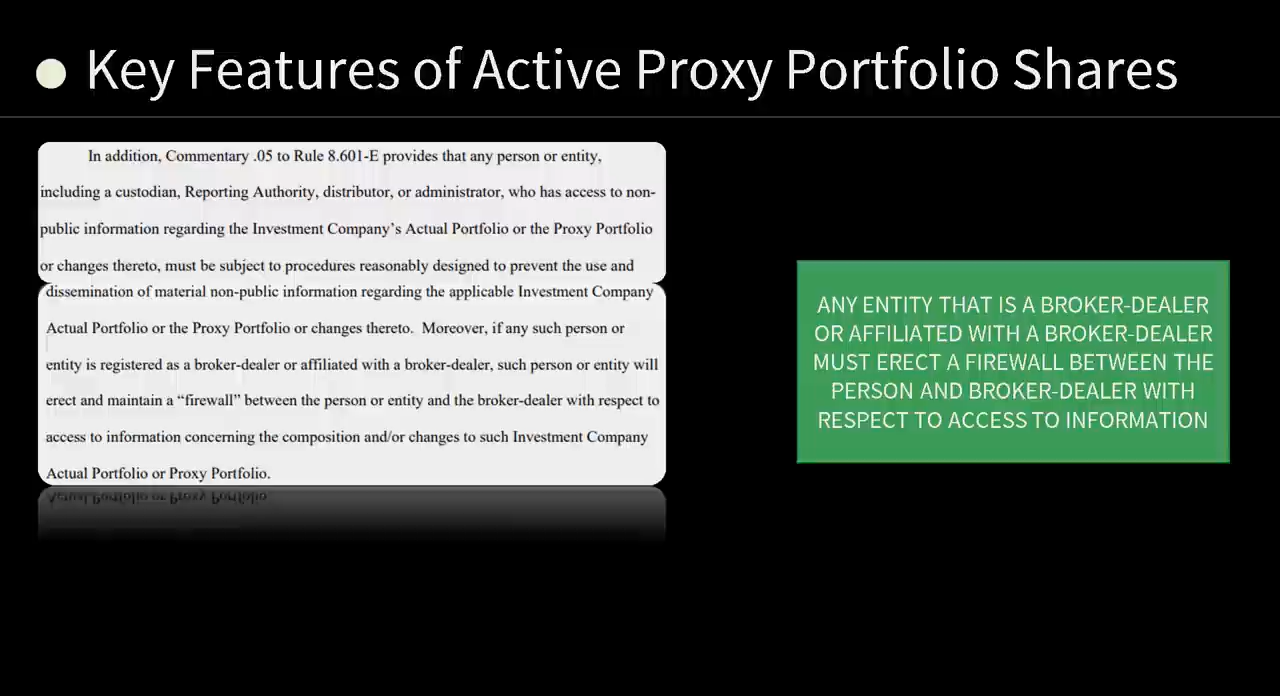 Key Features of Active Proxy Portfolio Shares
In addition, Commentary .05 to Rule 8.601-E provides that any person or entity,
including a custodian, Reporting Authority, distributor, or administrator, who has access to non-
public information regarding the Investment Company’s Actual Portfolio or the Proxy Portfolio
or changes thereto, must be subject to procedures reasonably designed to prevent the use and
dissemination of material non-public information regarding the applicable Investment Company
Actual Portfolio or the Proxy Portfolio or changes thereto. Moreover, if any such person or
entity is registered as a broker-dealer or affiliated with a broker-dealer, such person or entity will
erect and maintain a “firewall” between the person or entity and the broker-dealer with respect to
access to information concerning the composition and/or changes to such Investment Company
Actual Portfolio or Proxy Portfolio.
ANY ENTITY THAT IS A BROKER-DEALER
OR AFFILIATED WITH A BROKER-DEALER
MUST ERECT A FIREWALL BETWEEN THE
PERSON AND BROKER-DEALER WITH
RESPECT TO ACCESS TO INFORMATION